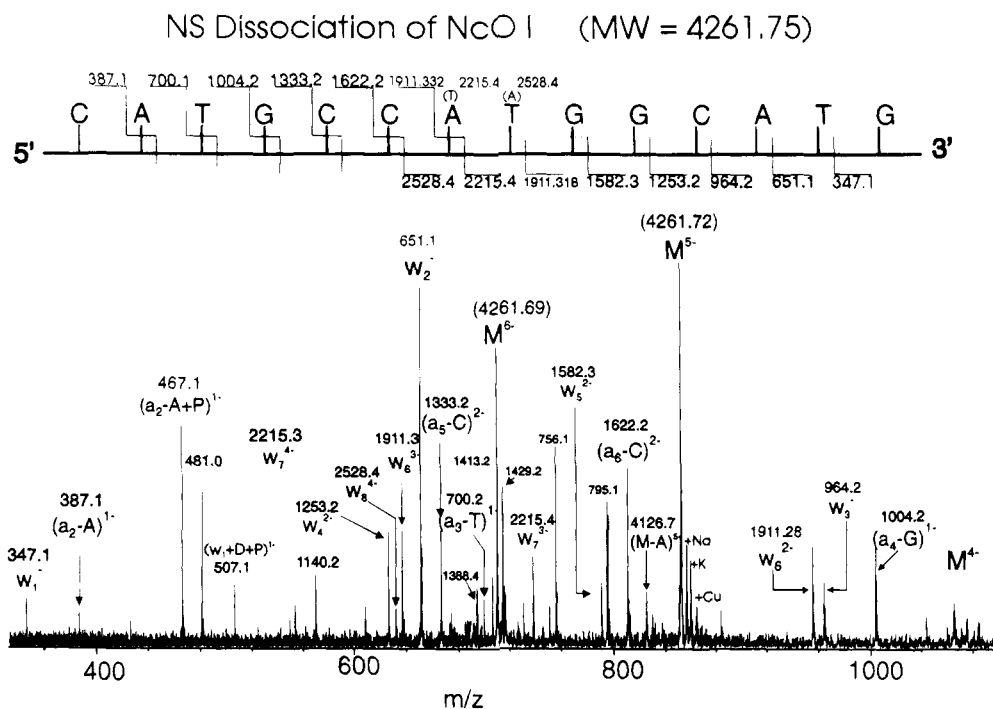 NS Dissociation of NcO I (MW = 4261.75)
387.1 700.1 1004.2 1333.2 1622.2 1911.332 2215.4 2528.4
(T) (A)
C A T G C C A T G G C A T G
5' 3'
2528.4 2215.4 1911.318 1582.3 1253.2 964.2 651.1 347.1
(4261.72)
M5-
651.1
W2-
(4261.69)
M6-
1582.3
W52-
467.1
(a2-A+P)1-
1333.2
(a5-C)2-
1622.2
(a6-C)2-
2215.3
W74-
1911.3
W63-
481.0
1413.2
756.1
2528.4
W84-
1429.2
795.1
964.2
W3-
387.1
(a2-A)1-
1253.2
W42-
700.2
(a3-T)1-
2215.4
W73-
4126.7
(M-A)5-
+Na
+K
+Cu
1911.28
W62-
1004.2
(a4-G)1-
347.1
W1-
(w1+D+P)1-
507.1
1140.2
1368.4
M4-
400 600 800 1000
m/z